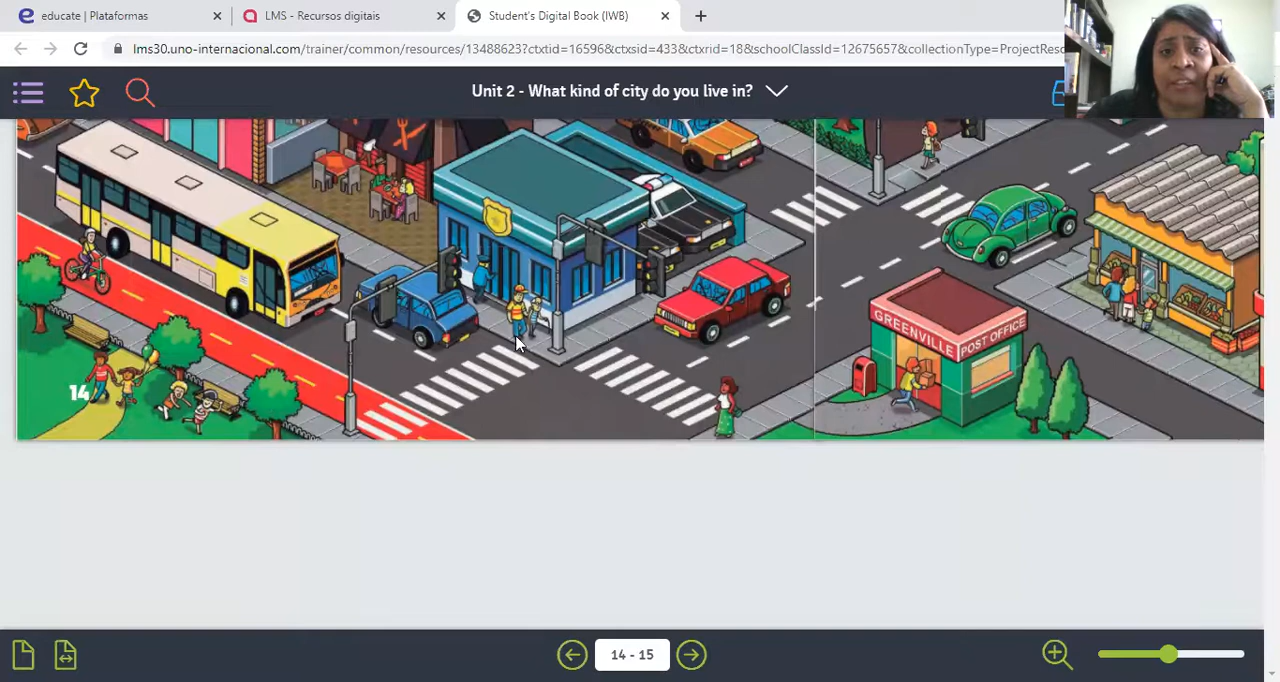 educate | Plataformas
LMS - Recursos digitais
Student's Digital Book (IWB)
lms30.uno-internacional.com/trainer/common/resources/13488623?ctxtid=16596&ctxsid=433&ctxrid=18&schoolClassId=12675657&collectionType=ProjectReso
Unit 2 - What kind of city do you live in?
GREENVILLE POST OFFICE
14
14 - 15